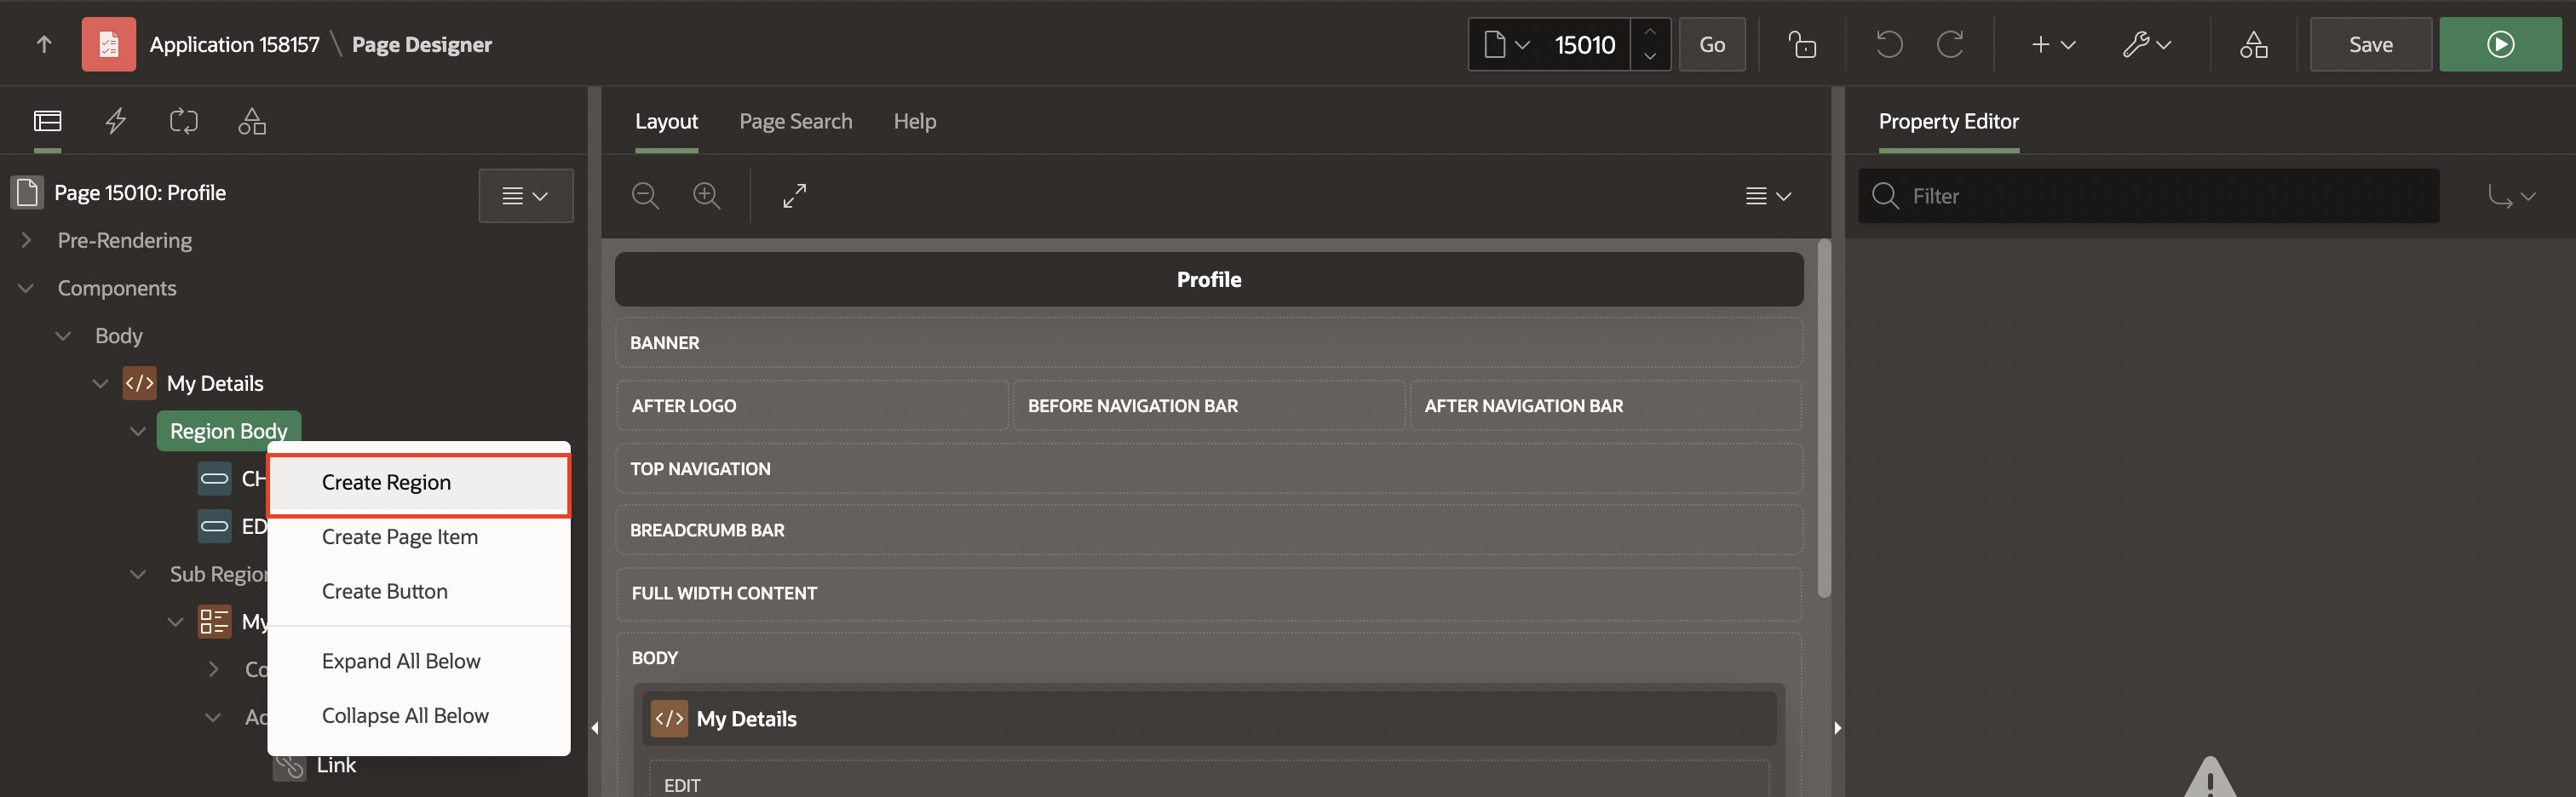 Application 158157 \ Page Designer
15010
Go
Save
Layout
Page Search
Help
Property Editor
Page 15010: Profile
Filter
Pre-Rendering
Components
Body
My Details
Region Body
CH
ED
Sub Region
My
Co
Ac
Link
Create Region
Create Page Item
Create Button
Expand All Below
Collapse All Below
Profile
BANNER
AFTER LOGO
BEFORE NAVIGATION BAR
AFTER NAVIGATION BAR
TOP NAVIGATION
BREADCRUMB BAR
FULL WIDTH CONTENT
BODY
My Details
EDIT